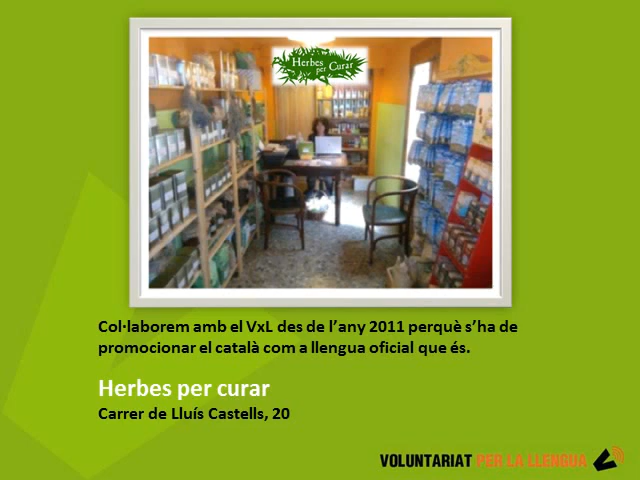 Herbes
per Curar
Col·laborem amb el VxL des de l’any 2011 perquè s’ha de
promocionar el català com a llengua oficial que és.
Herbes per curar
Carrer de Lluís Castells, 20
VOLUNTARIAT PER LA LLENGUA